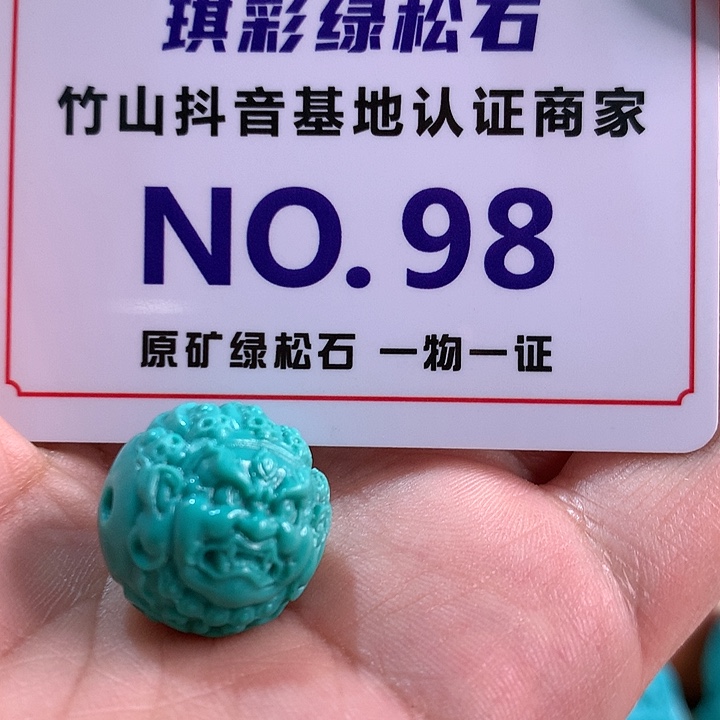 琪彩绿松石
竹山抖音基地认证商家
NO.98
原矿绿松石 一物一证